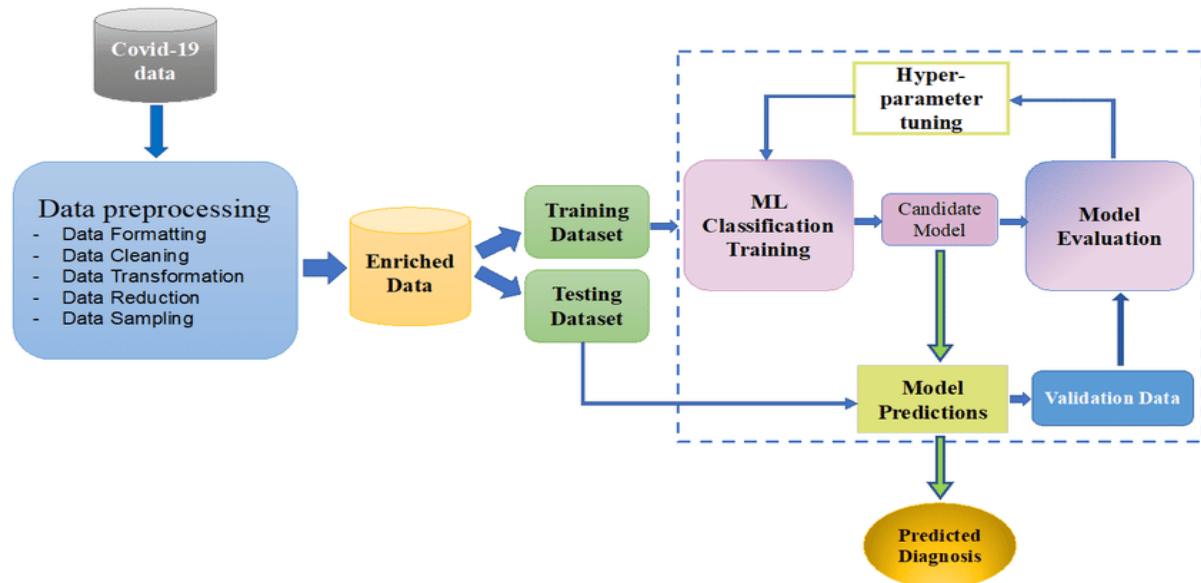 Covid-19
data
Data preprocessing
- Data Formatting
- Data Cleaning
- Data Transformation
- Data Reduction
- Data Sampling
Enriched
Data
Training
Dataset
Testing
Dataset
Hyper-
parameter
tuning
ML
Classification
Training
Candidate
Model
Model
Evaluation
Model
Predictions
Validation Data
Predicted
Diagnosis